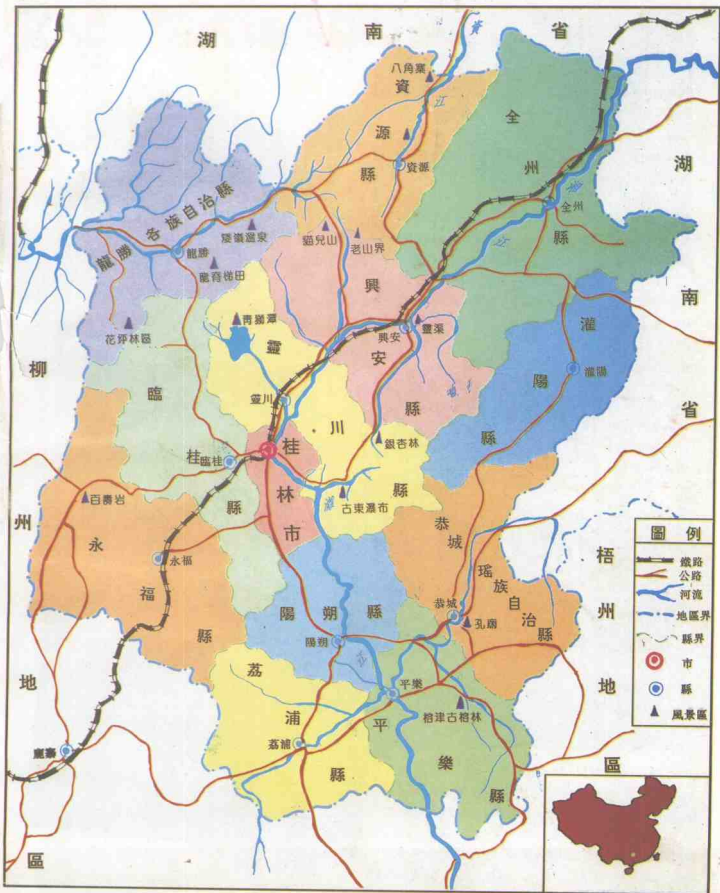 湖南省
資江
八角寨
資源縣
資源
全州縣
全州
湘江
湖南省
龍勝各族自治縣
龍勝
矮嶺溫泉
龍脊梯田
花坪林區
貓兒山
老山界
興安縣
興安
靈渠
灌陽縣
灌陽
青獅潭
靈川縣
靈川
銀杏林
古東瀑布
臨桂縣
臨桂
桂林市
柳州地區
百壽岩
永福縣
永福
陽朔縣
陽朔
恭城瑤族自治縣
恭城
孔廟
荔浦縣
荔浦
平樂縣
平樂
榕津古榕林
梧州地區
圖例
鐵路
公路
河流
地區界
縣界
市
縣
風景區